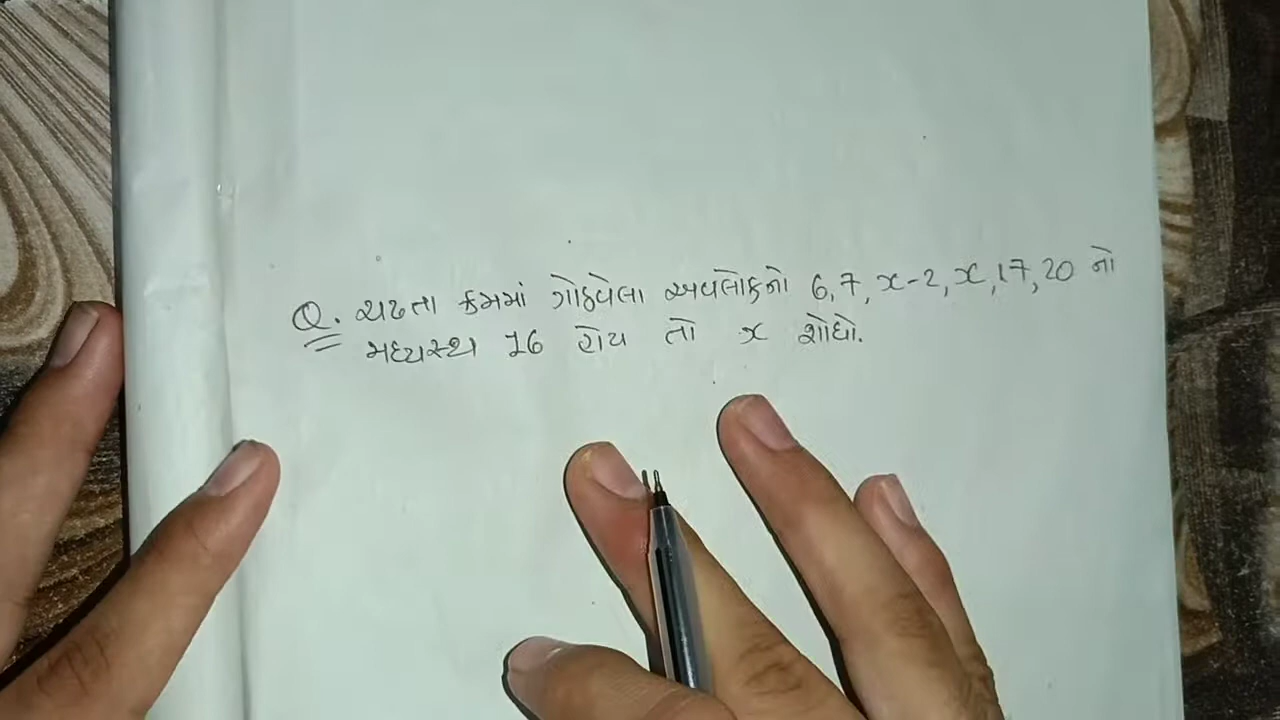 Q. ચઢતા ક્રમમાં ગોઠવેલા અવલોકનો 6, 7, x-2, x, 17, 20 નો
મધ્યસ્થ 16 હોય તો x શોધો.